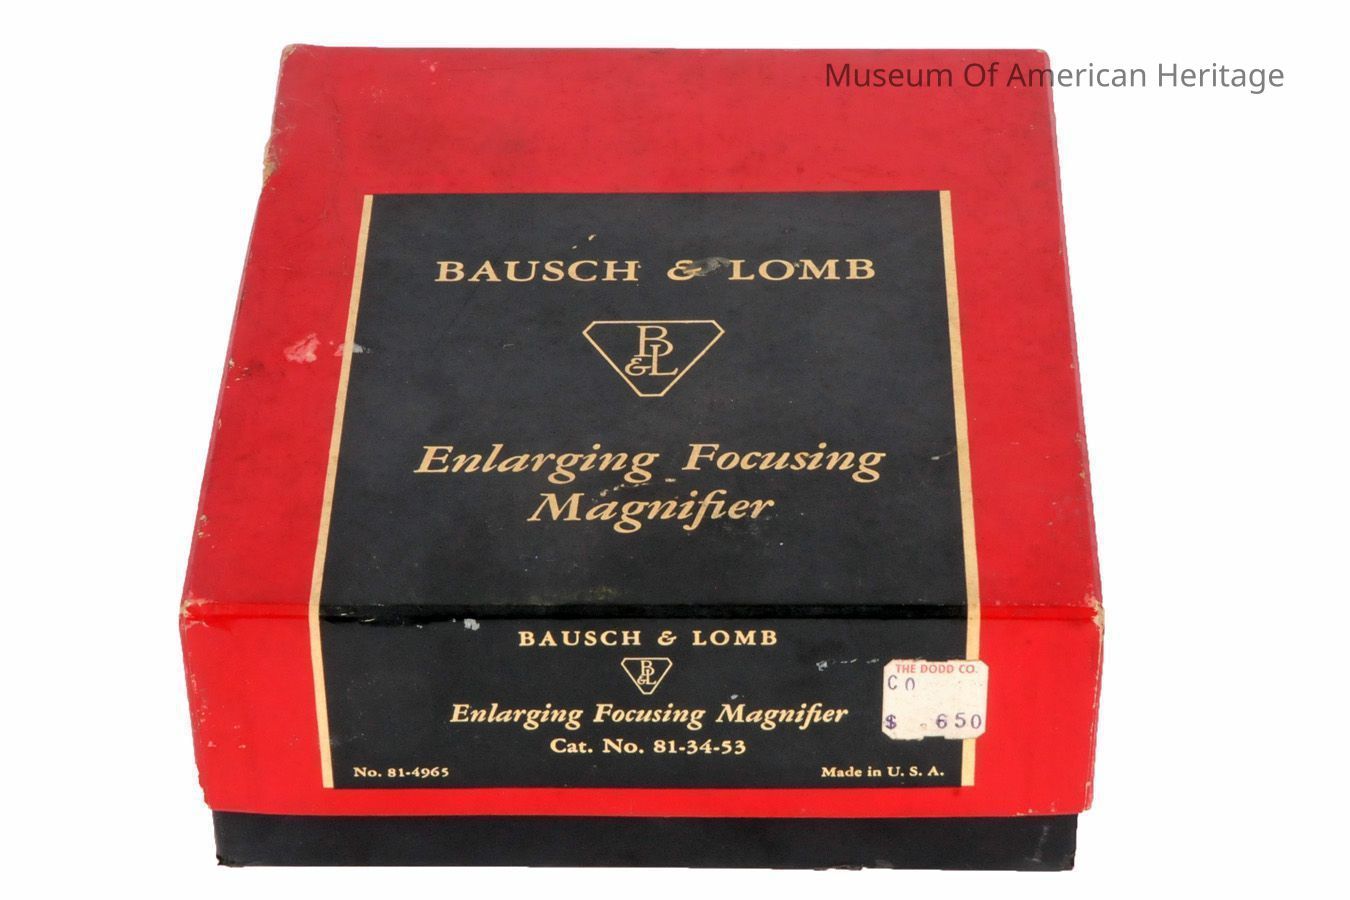 Museum Of American Heritage
BAUSCH & LOMB
B
&L
Enlarging Focusing
Magnifier
BAUSCH & LOMB
B
&L
Enlarging Focusing Magnifier
Cat. No. 81-34-53
No. 81-4965
Made in U. S. A.
THE DODD CO.
CO
$ .650